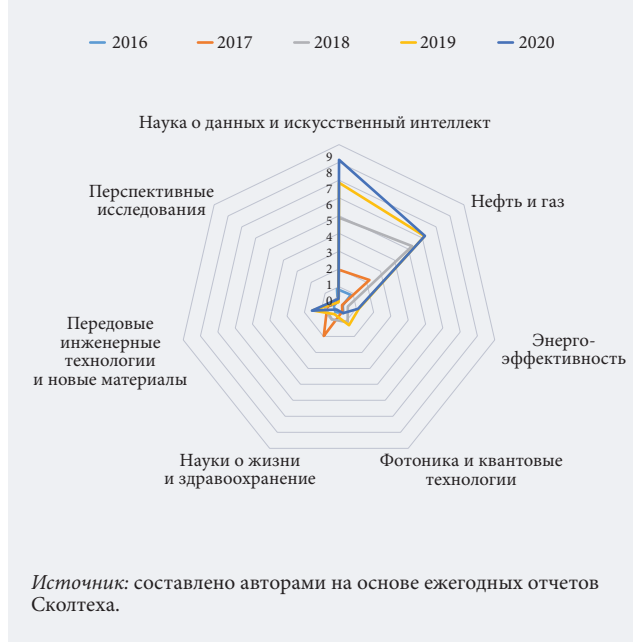 2016 2017 2018 2019 2020
Наука о данных и искусственный интеллект
9
8
7
6
5
4
3
2
1
0
Перспективные
исследования
Нефть и газ
Передовые
инженерные
технологии
и новые материалы
Энерго-
эффективность
Науки о жизни
и здравоохранение
Фотоника и квантовые
технологии
Источник: составлено авторами на основе ежегодных отчетов
Сколтеха.